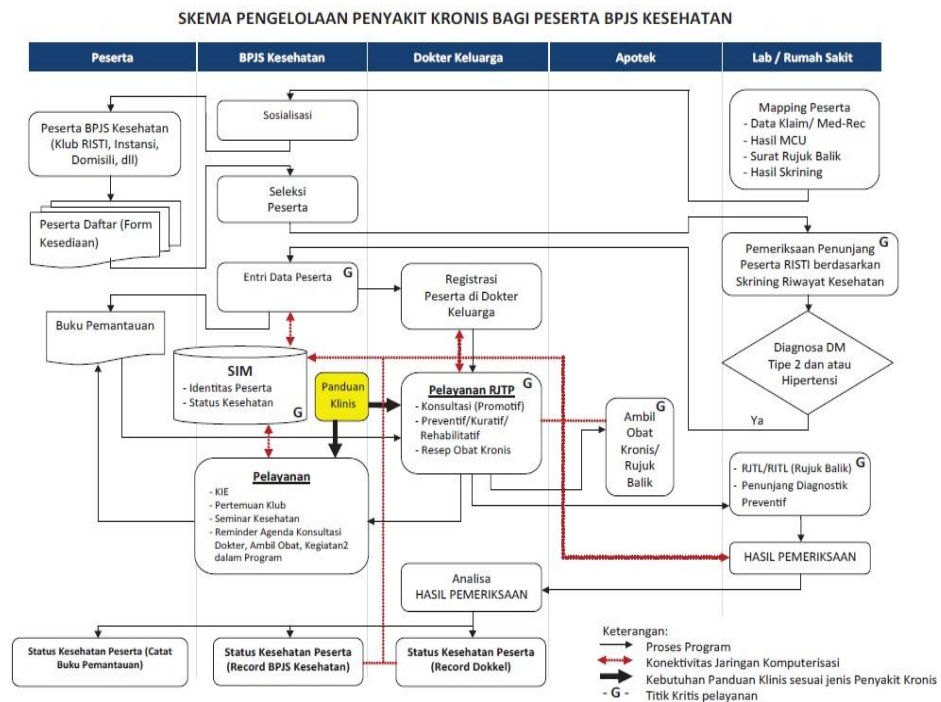 SKEMA PENGELOLAAN PENYAKIT KRONIS BAGI PESERTA BPJS KESEHATAN
Peserta
BPJS Kesehatan
Dokter Keluarga
Apotek
Lab / Rumah Sakit
Peserta BPJS Kesehatan
(Klub RISTI, Instansi,
Domisili, dll)
Sosialisasi
Mapping Peserta
- Data Klaim/ Med-Rec
- Hasil MCU
- Surat Rujuk Balik
- Hasil Skrining
Peserta Daftar (Form
Kesediaan)
Seleksi
Peserta
Pemeriksaan Penunjang G
Peserta RISTI berdasarkan
Skrining Riwayat Kesehatan
Entri Data Peserta G
Registrasi
Peserta di Dokter
Keluarga
Buku Pemantauan
Diagnosa DM
Tipe 2 dan atau
Hipertensi
Ya
SIM
- Identitas Peserta
- Status Kesehatan
G
Panduan
Klinis
Pelayanan RJTP G
- Konsultasi (Promotif)
- Preventif/Kuratif/
Rehabilitatif
- Resep Obat Kronis
G
Ambil
Obat
Kronis/
Rujuk
Balik
Pelayanan
- KIE
- Pertemuan Klub
- Seminar Kesehatan
- Reminder Agenda Konsultasi
Dokter, Ambil Obat, Kegiatan2
dalam Program
- RJTL/RITL (Rujuk Balik) G
- Penunjang Diagnostik
Preventif
HASIL PEMERIKSAAN
Analisa
HASIL PEMERIKSAAN
Status Kesehatan Peserta (Catat
Buku Pemantauan)
Status Kesehatan Peserta
(Record BPJS Kesehatan)
Status Kesehatan Peserta
(Record Dokkel)
Keterangan:
Proses Program
Konektivitas Jaringan Komputerisasi
Kebutuhan Panduan Klinis sesuai jenis Penyakit Kronis
- G - Titik Kritis pelayanan